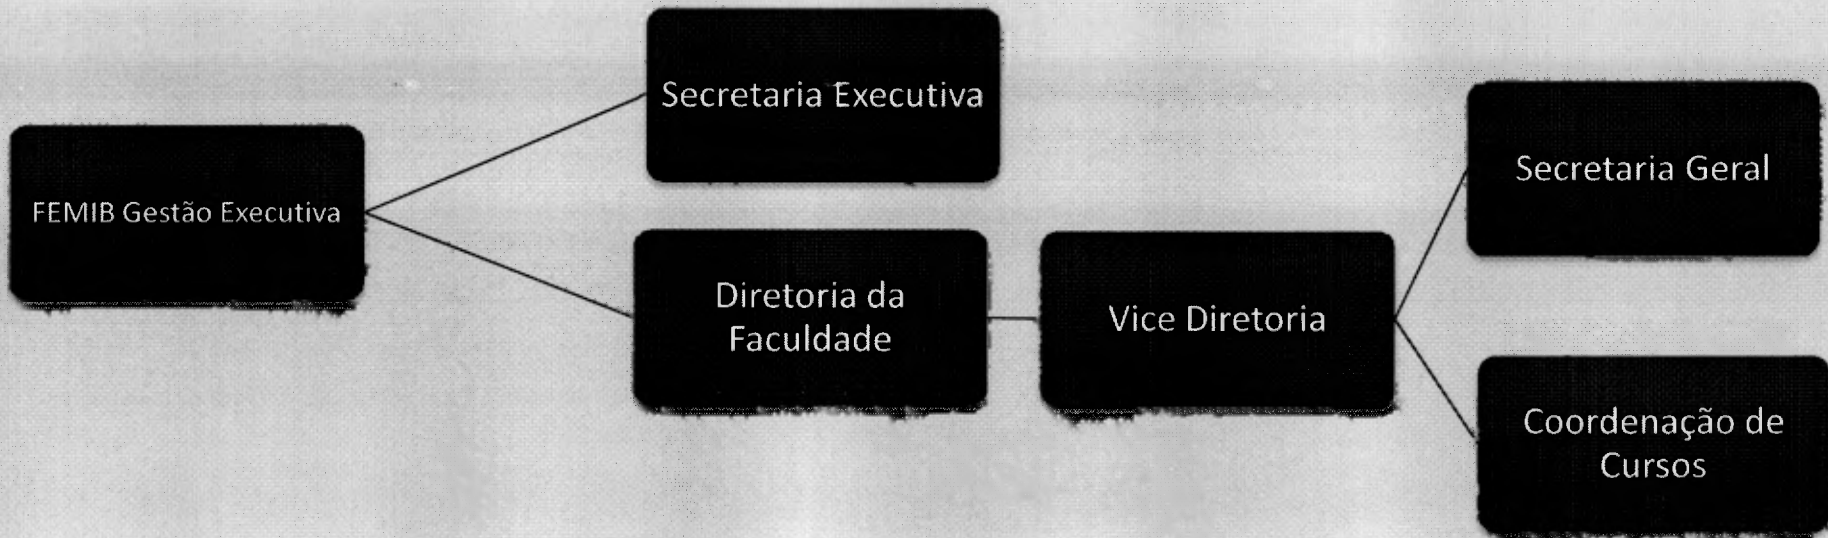 FEMIB Gestão Executiva
Secretaria Executiva
Diretoria da
Faculdade
Vice Diretoria
Secretaria Geral
Coordenação de
Cursos